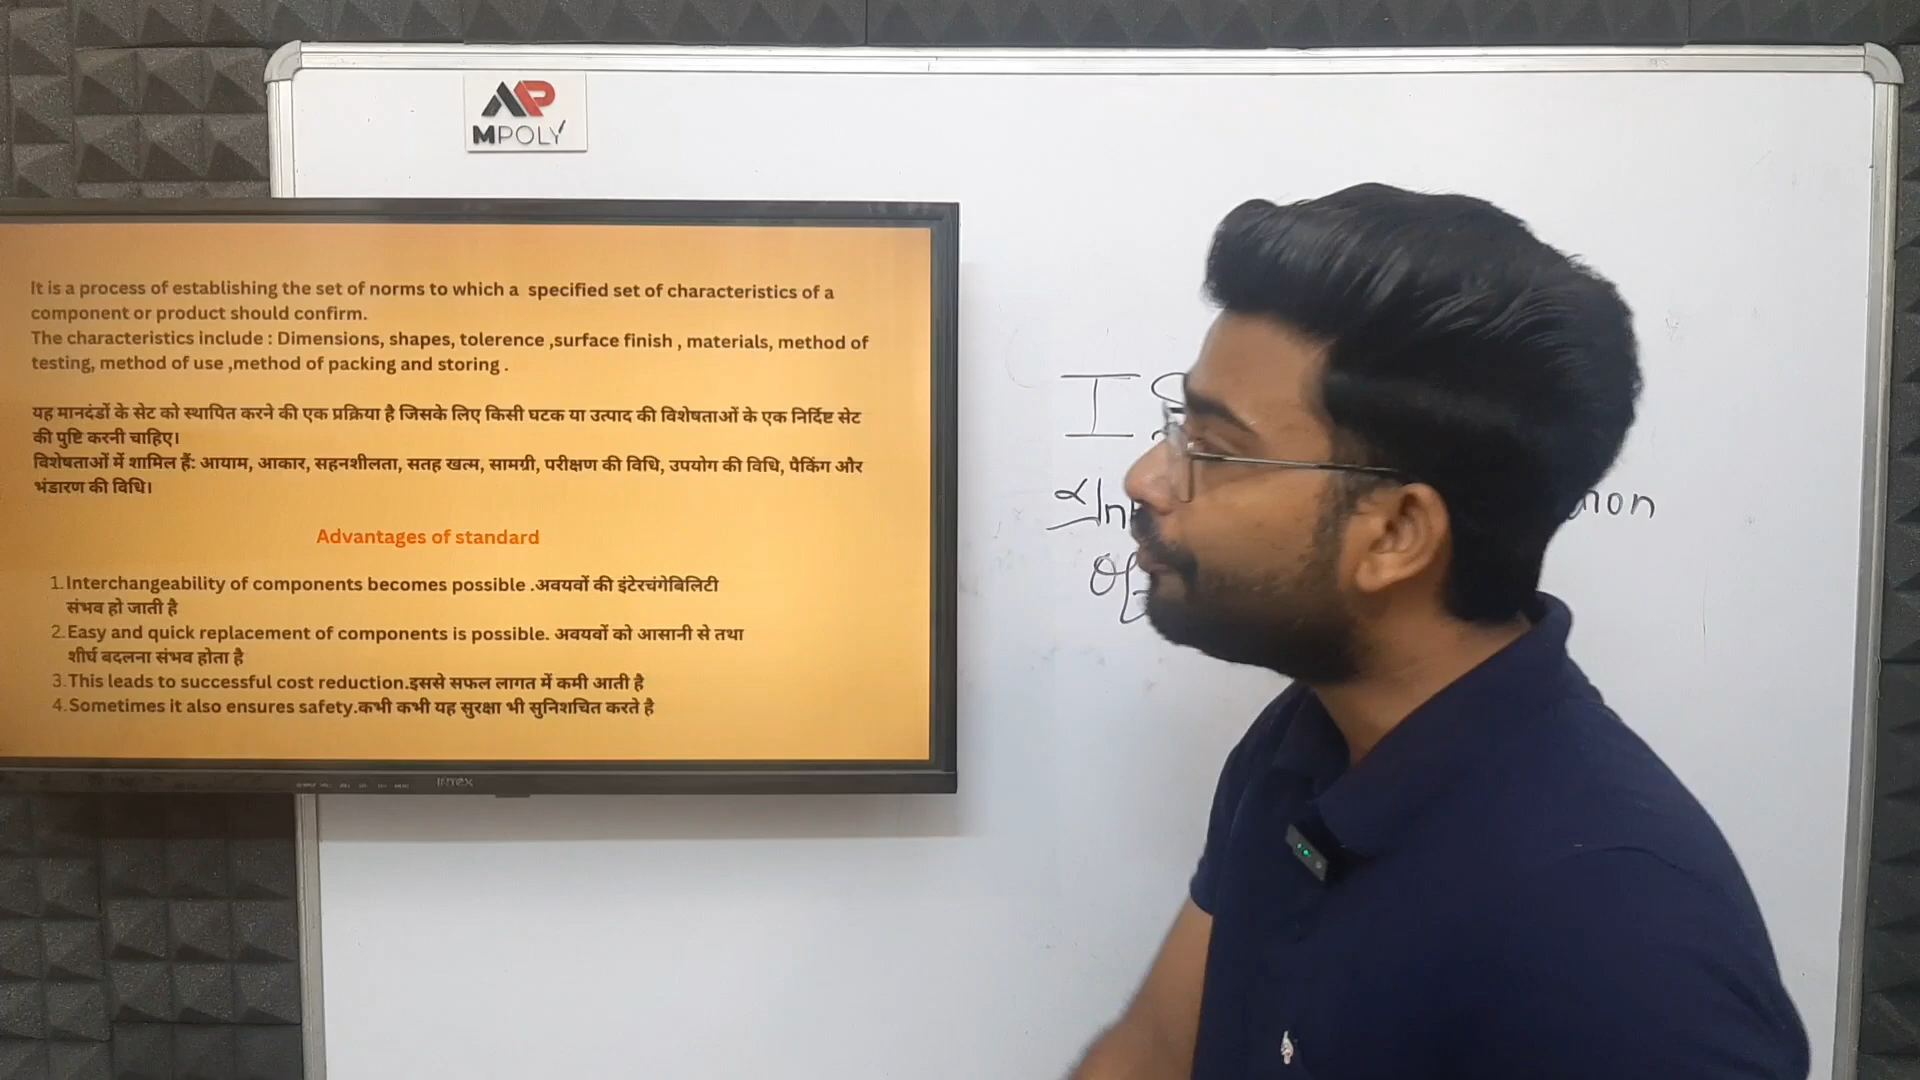 MPOLY
It is a process of establishing the set of norms to which a specified set of characteristics of a
component or product should confirm.
The characteristics include : Dimensions, shapes, tolerence ,surface finish , materials, method of
testing, method of use ,method of packing and storing .
यह मानदंडों के सेट को स्थापित करने की एक प्रक्रिया है जिसके लिए किसी घटक या उत्पाद की विशेषताओं के एक निर्दिष्ट सेट
की पुष्टि करनी चाहिए।
विशेषताओं में शामिल हैं: आयाम, आकार, सहनशीलता, सतह खत्म, सामग्री, परीक्षण की विधि, उपयोग की विधि, पैकिंग और
भंडारण की विधि।
Advantages of standard
1.Interchangeability of components becomes possible .अवयवों की इंटेरचंगेबिलिटी
संभव हो जाती है
2.Easy and quick replacement of components is possible. अवयवों को आसानी से तथा
शीर्घ बदलना संभव होता है
3.This leads to successful cost reduction.इससे सफल लागत में कमी आती है
4.Sometimes it also ensures safety.कभी कभी यह सुरक्षा भी सुनिशचित करते है
INTEX